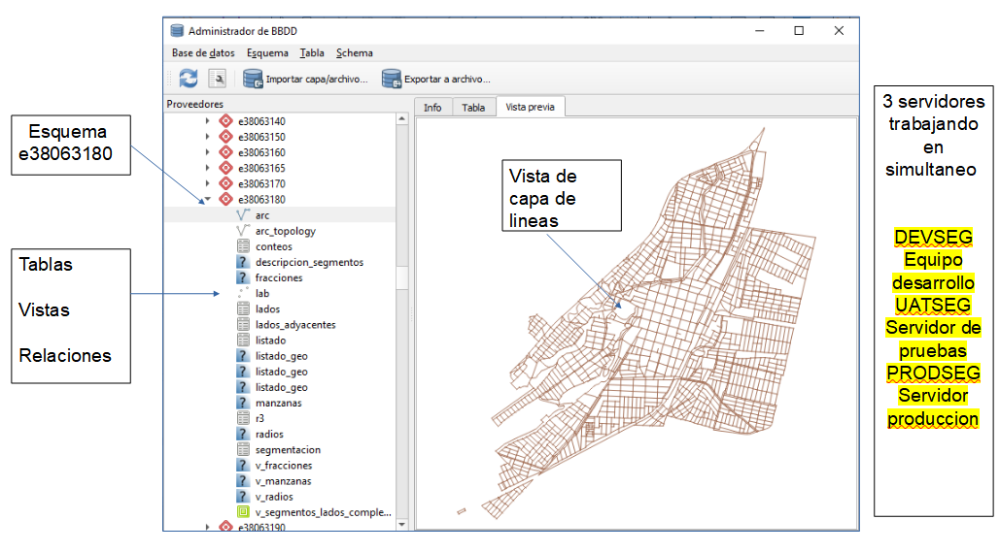 Administrador de BBDD
Base de datos Esquema Tabla Schema
Importar capa/archivo... Exportar a archivo...
Proveedores
e38063140
e38063150
e38063160
e38063165
e38063170
e38063180
arc
arc_topology
conteos
descripcion_segmentos
fracciones
lab
lados
lados_adyacentes
listado
listado_geo
listado_geo
listado_geo
manzanas
r3
radios
segmentacion
v_fracciones
v_manzanas
v_radios
v_segmentos_lados_comple...
e38063190
Info Tabla Vista previa
Esquema
e38063180
Tablas
Vistas
Relaciones
Vista de
capa de
lineas
3 servidores
trabajando
en
simultaneo
DEVSEG
Equipo
desarrollo
UATSEG
Servidor de
pruebas
PRODSEG
Servidor
produccion